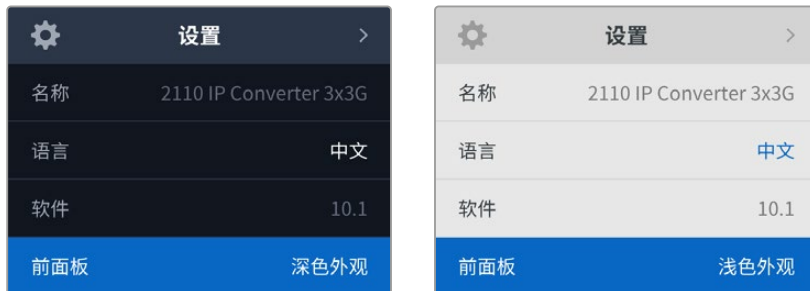 设置
名称 2110 IP Converter 3x3G
语言 中文
软件 10.1
前面板 深色外观
设置
名称 2110 IP Converter 3x3G
语言 中文
软件 10.1
前面板 浅色外观